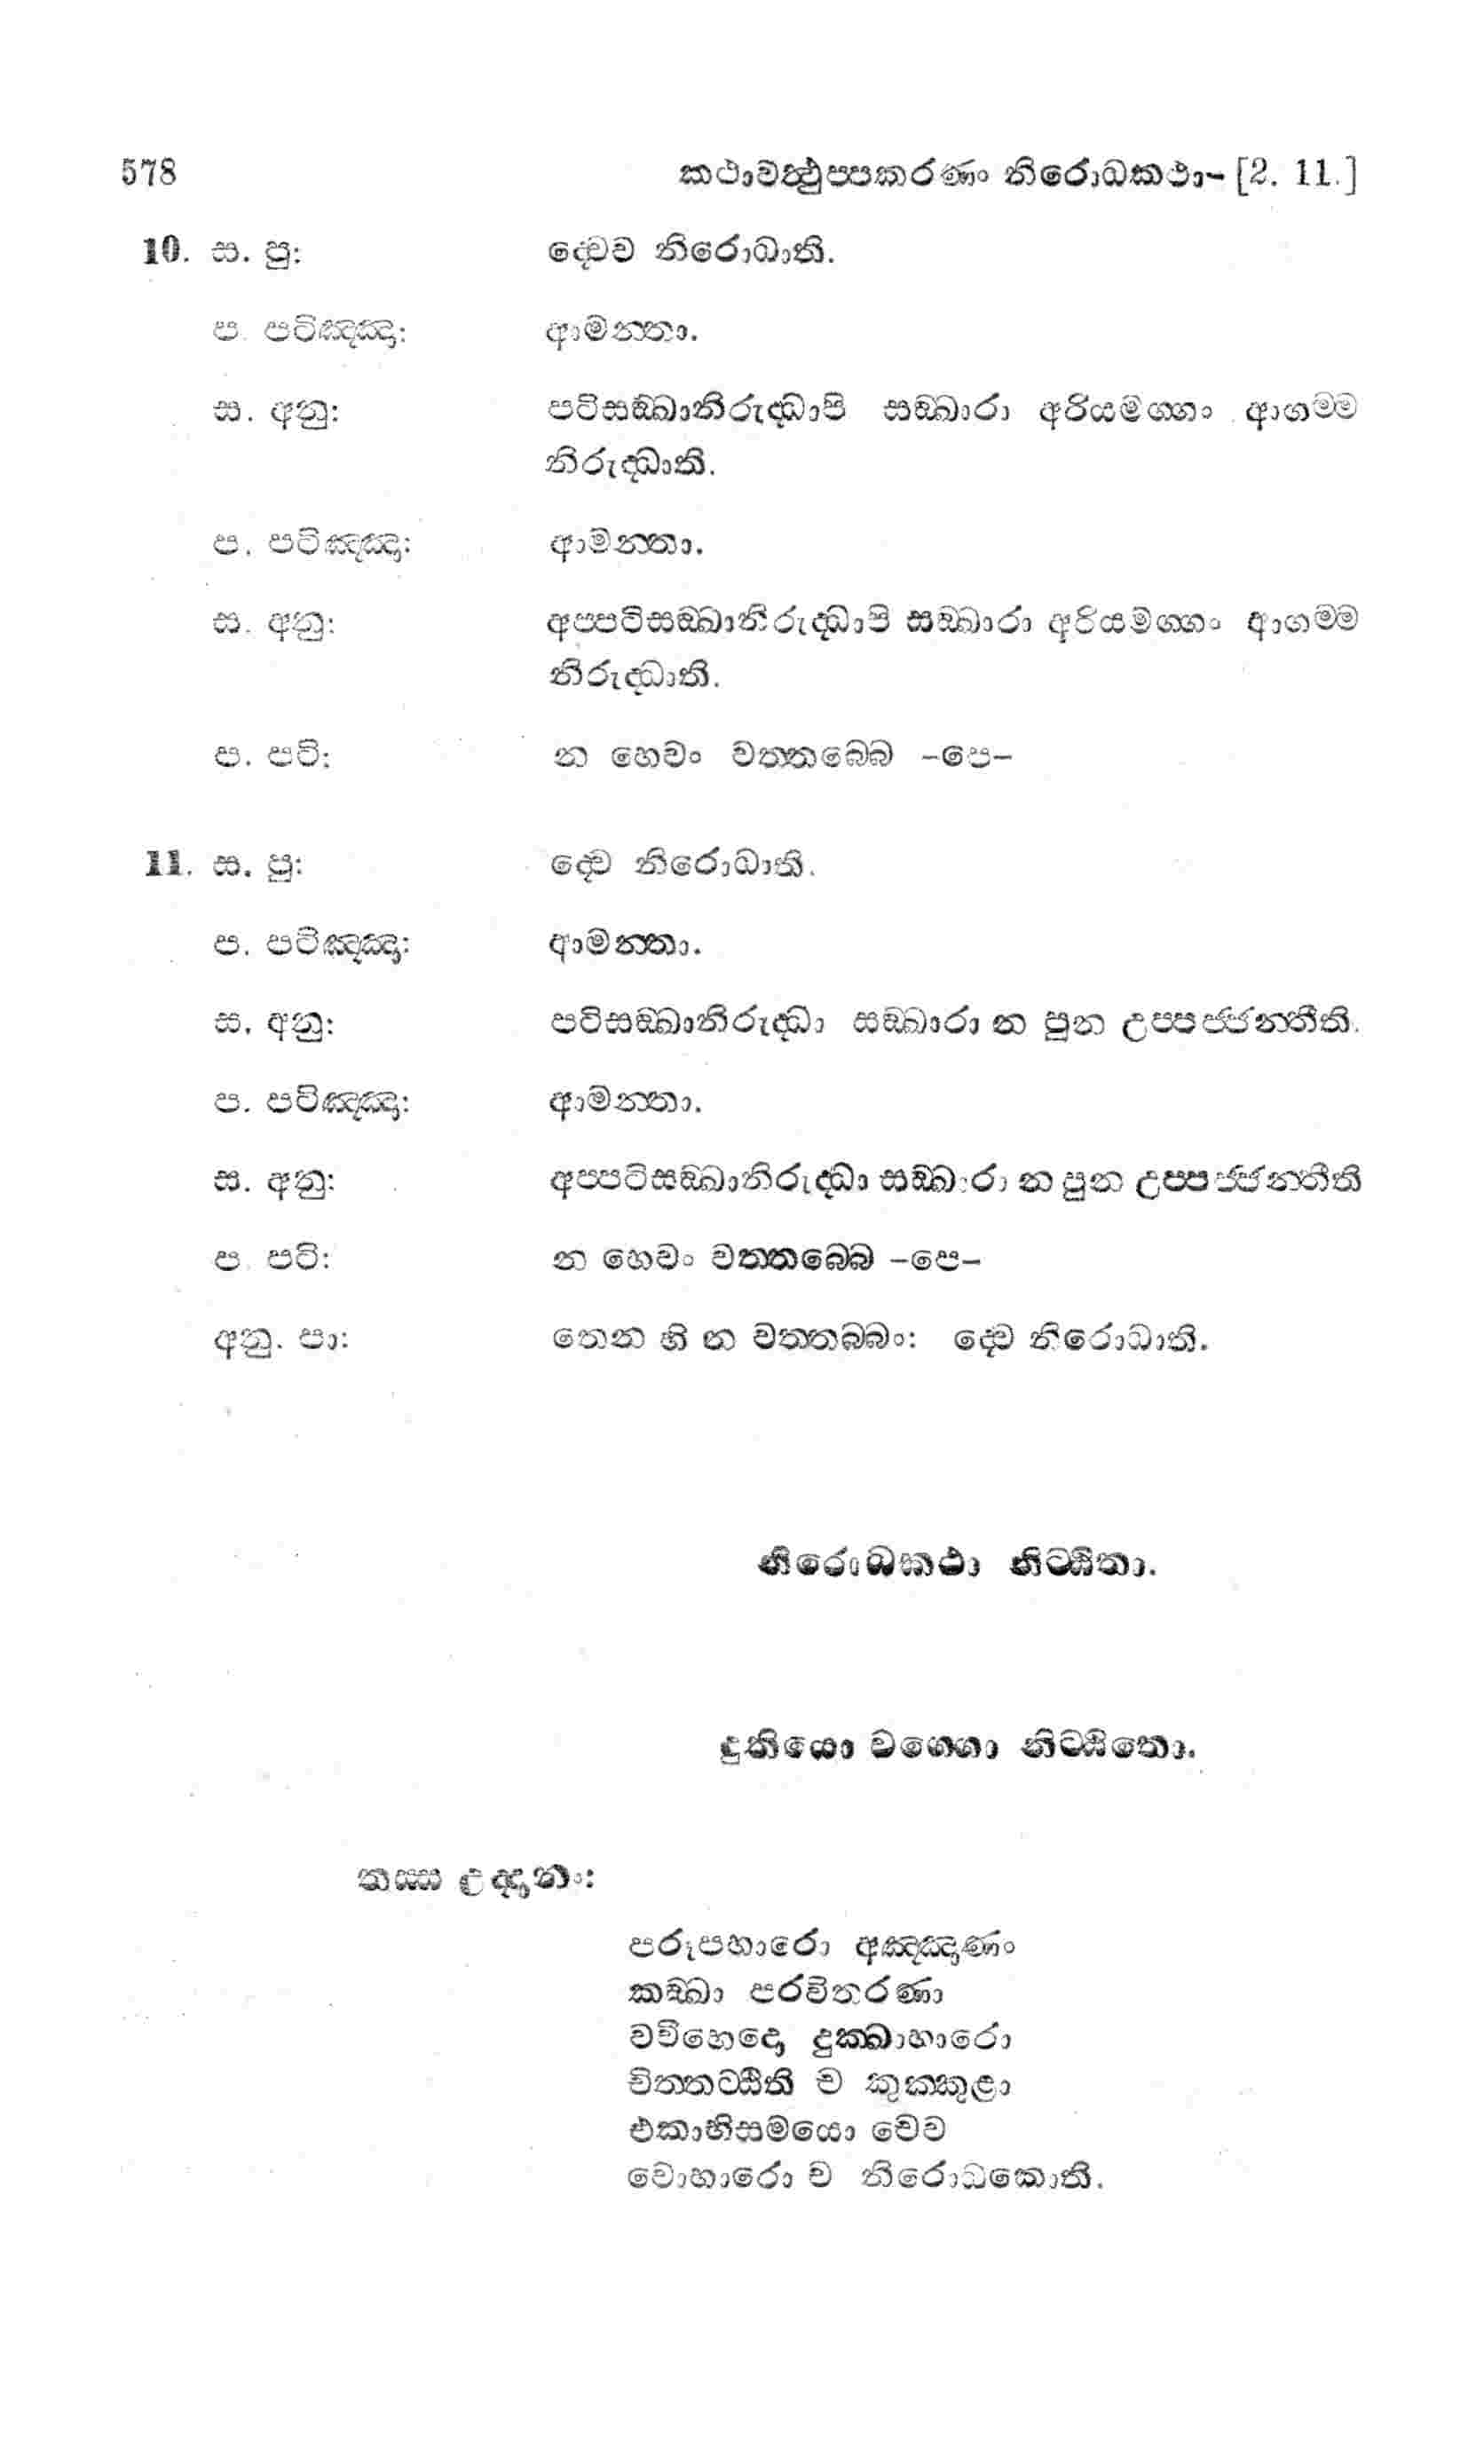 578 කථාවත්‍ථුප්පකරණං නිරොධකථා- [2. 11.]
10. ස. පු: ද්වෙව නිරොධාති.
ප. පටිඤ්ඤා: ආමන්තා.
ස. අනු: පටිසඞ්ඛානිරුද්ධාපි සඞ්ඛාරා අරියමග්ගං ආගම්ම
නිරුද්ධාති.
ප. පටිඤ්ඤා: ආමන්තා.
ස. අනු: අප්පටිසඞ්ඛානිරුද්ධාපි සඞ්ඛාරා අරියමග්ගං ආගම්ම
නිරුද්ධාති.
ප. පටි: න හෙවං වත්තබ්බෙ -පෙ-
11. ස. පු: ද්වෙ නිරොධාති.
ප. පටිඤ්ඤා: ආමන්තා.
ස. අනු: පටිසඞ්ඛානිරුද්ධා සඞ්ඛාරා න පුන උප්පජ්ජන්තීති.
ප. පටිඤ්ඤා: ආමන්තා.
ස. අනු: අප්පටිසඞ්ඛානිරුද්ධා සඞ්ඛාරා න පුන උප්පජ්ජන්තීති
ප. පටි: න හෙවං වත්තබ්බෙ -පෙ-
අනු. පා: තෙන හි න වත්තබ්බං: ද්වෙ නිරොධාති.
නිරොධකථා නිට්ඨිතා.
දුතියො වග්ගො නිට්ඨිතො.
තස්ස උද්දානං:
පරූපහාරො අඤ්ඤාණං
කඞ්ඛා පරවිතරණා
වචීභෙදො දුක්ඛාහාරො
චිත්තට්ඨිති ච කුක්කුළා
එකාභිසමයො චෙව
වොහාරො ච නිරොධකොති.